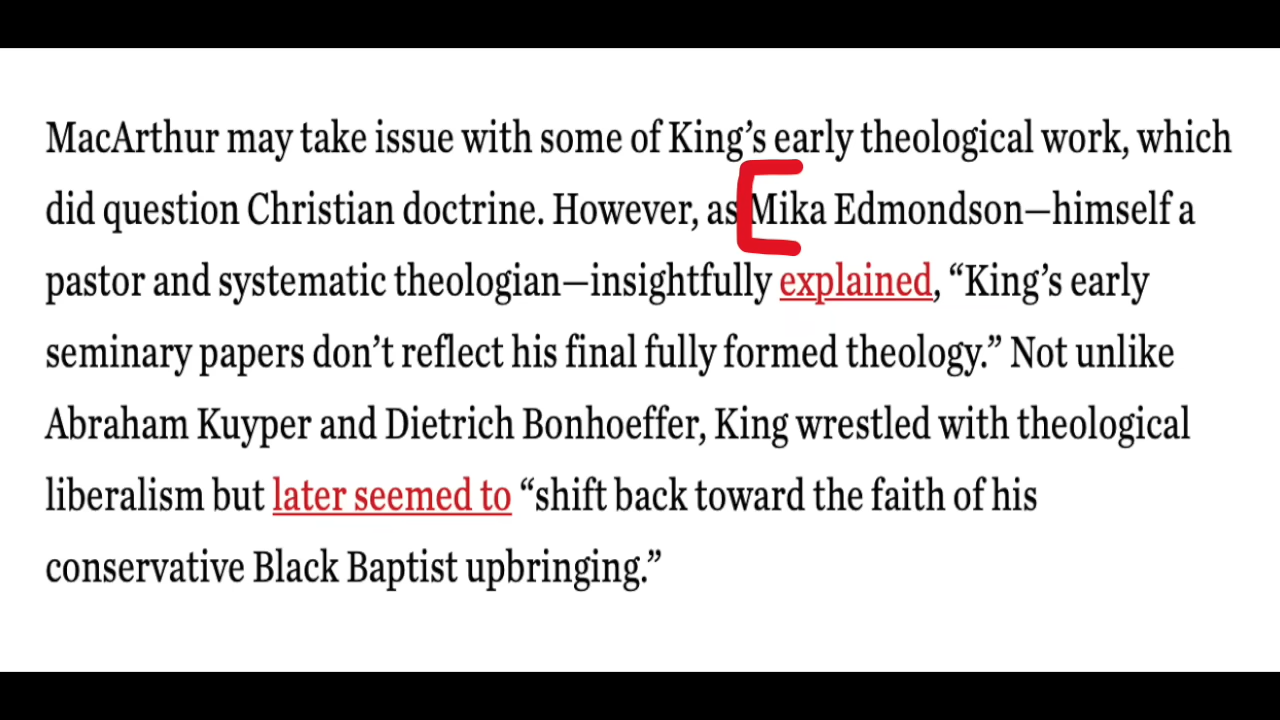 MacArthur may take issue with some of King’s early theological work, which
did question Christian doctrine. However, as Mika Edmondson—himself a
pastor and systematic theologian—insightfully explained, “King’s early
seminary papers don’t reflect his final fully formed theology.” Not unlike
Abraham Kuyper and Dietrich Bonhoeffer, King wrestled with theological
liberalism but later seemed to “shift back toward the faith of his
conservative Black Baptist upbringing.”